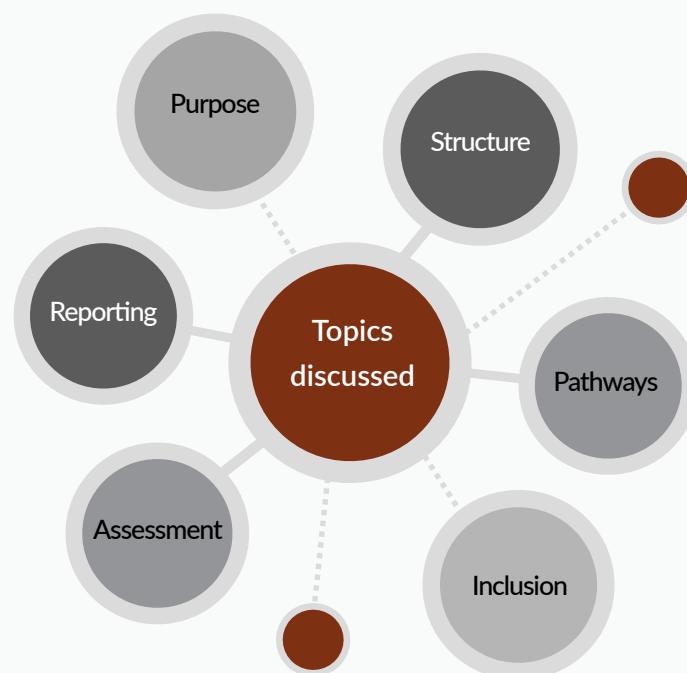 Purpose
Structure
Reporting
Topics
discussed
Pathways
Assessment
Inclusion